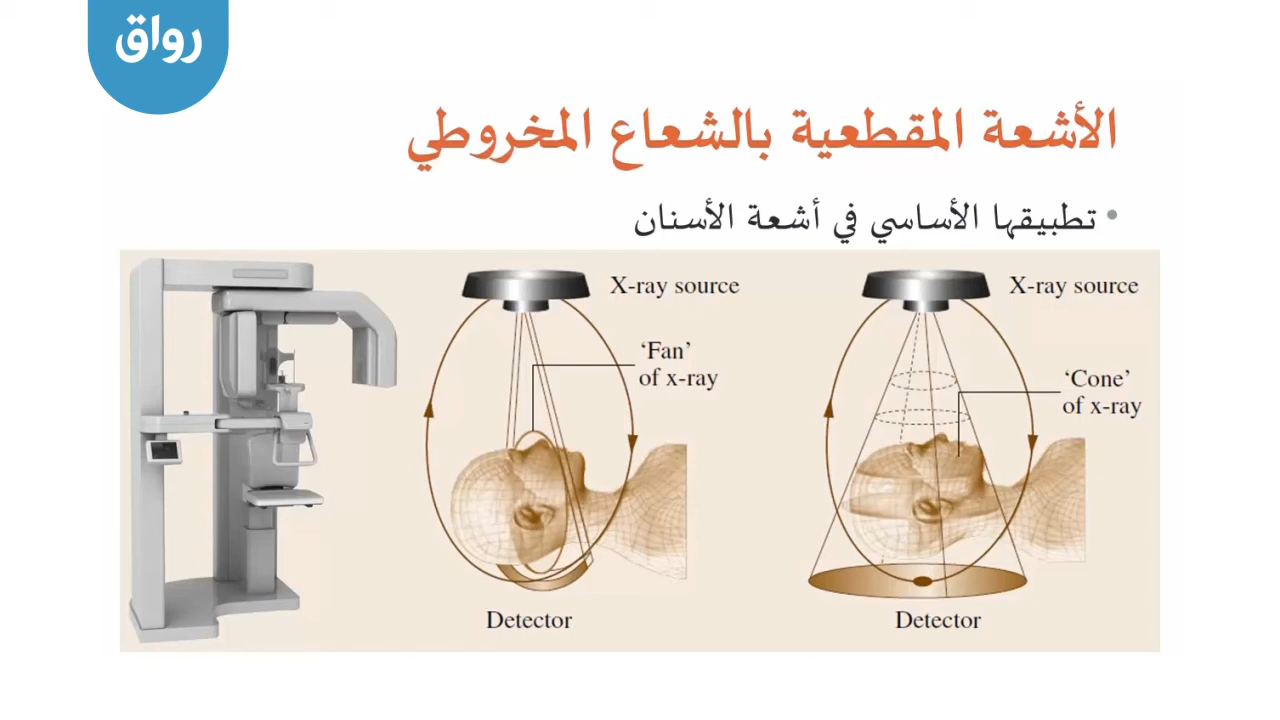 رواق
الأشعة المقطعية بالشعاع المخروطي
• تطبيقها الأساسي في أشعة الأسنان
X-ray source
‘Fan’
of x-ray
Detector
X-ray source
‘Cone’
of x-ray
Detector